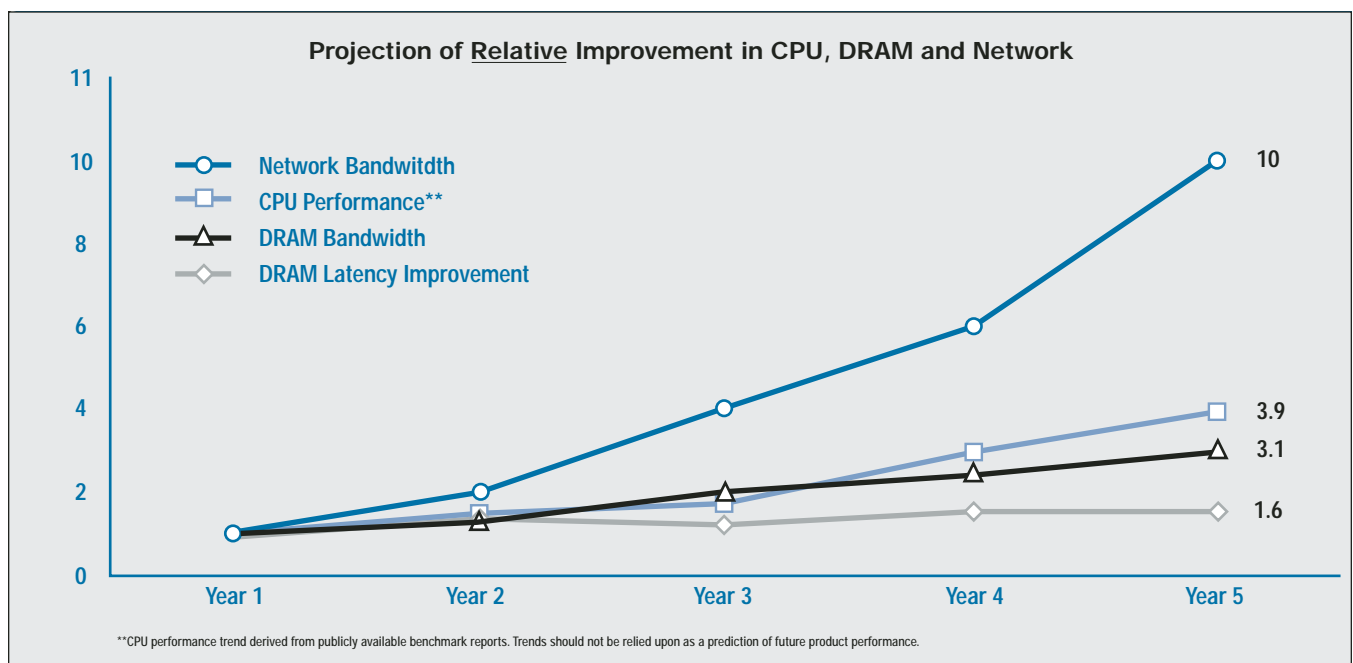 Projection of Relative Improvement in CPU, DRAM and Network
11
10
8
6
4
2
0
Network Bandwitdth
CPU Performance**
DRAM Bandwidth
DRAM Latency Improvement
10
3.9
3.1
1.6
Year 1 Year 2 Year 3 Year 4 Year 5
**CPU performance trend derived from publicly available benchmark reports. Trends should not be relied upon as a prediction of future product performance.